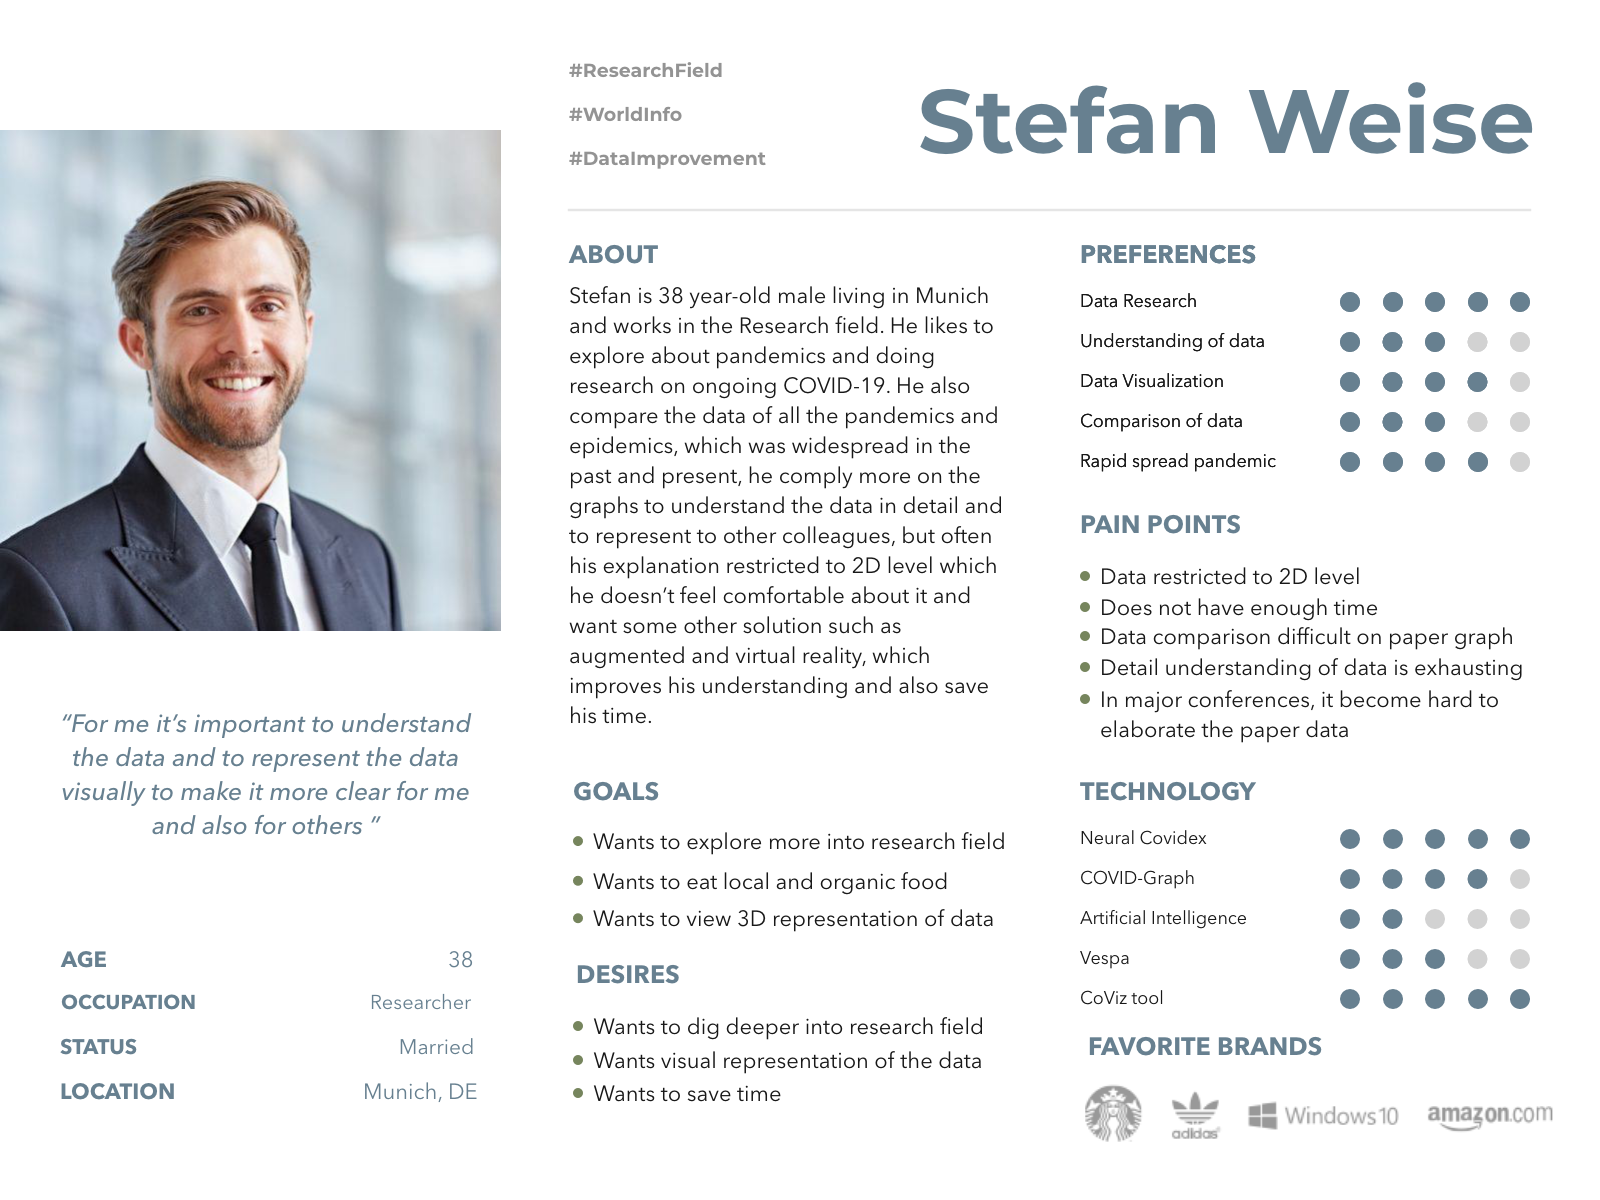 #ResearchField
#WorldInfo
#DataImprovement
Stefan Weise
“For me it’s important to understand
the data and to represent the data
visually to make it more clear for me
and also for others ”
AGE 38
OCCUPATION Researcher
STATUS Married
LOCATION Munich, DE
ABOUT
Stefan is 38 year-old male living in Munich
and works in the Research field. He likes to
explore about pandemics and doing
research on ongoing COVID-19. He also
compare the data of all the pandemics and
epidemics, which was widespread in the
past and present, he comply more on the
graphs to understand the data in detail and
to represent to other colleagues, but often
his explanation restricted to 2D level which
he doesn’t feel comfortable about it and
want some other solution such as
augmented and virtual reality, which
improves his understanding and also save
his time.
GOALS
Wants to explore more into research field
Wants to eat local and organic food
Wants to view 3D representation of data
DESIRES
Wants to dig deeper into research field
Wants visual representation of the data
Wants to save time
PREFERENCES
Data Research
Understanding of data
Data Visualization
Comparison of data
Rapid spread pandemic
PAIN POINTS
Data restricted to 2D level
Does not have enough time
Data comparison difficult on paper graph
Detail understanding of data is exhausting
In major conferences, it become hard to
elaborate the paper data
TECHNOLOGY
Neural Covidex
COVID-Graph
Artificial Intelligence
Vespa
CoViz tool
FAVORITE BRANDS
adidas
Windows 10
amazon.com